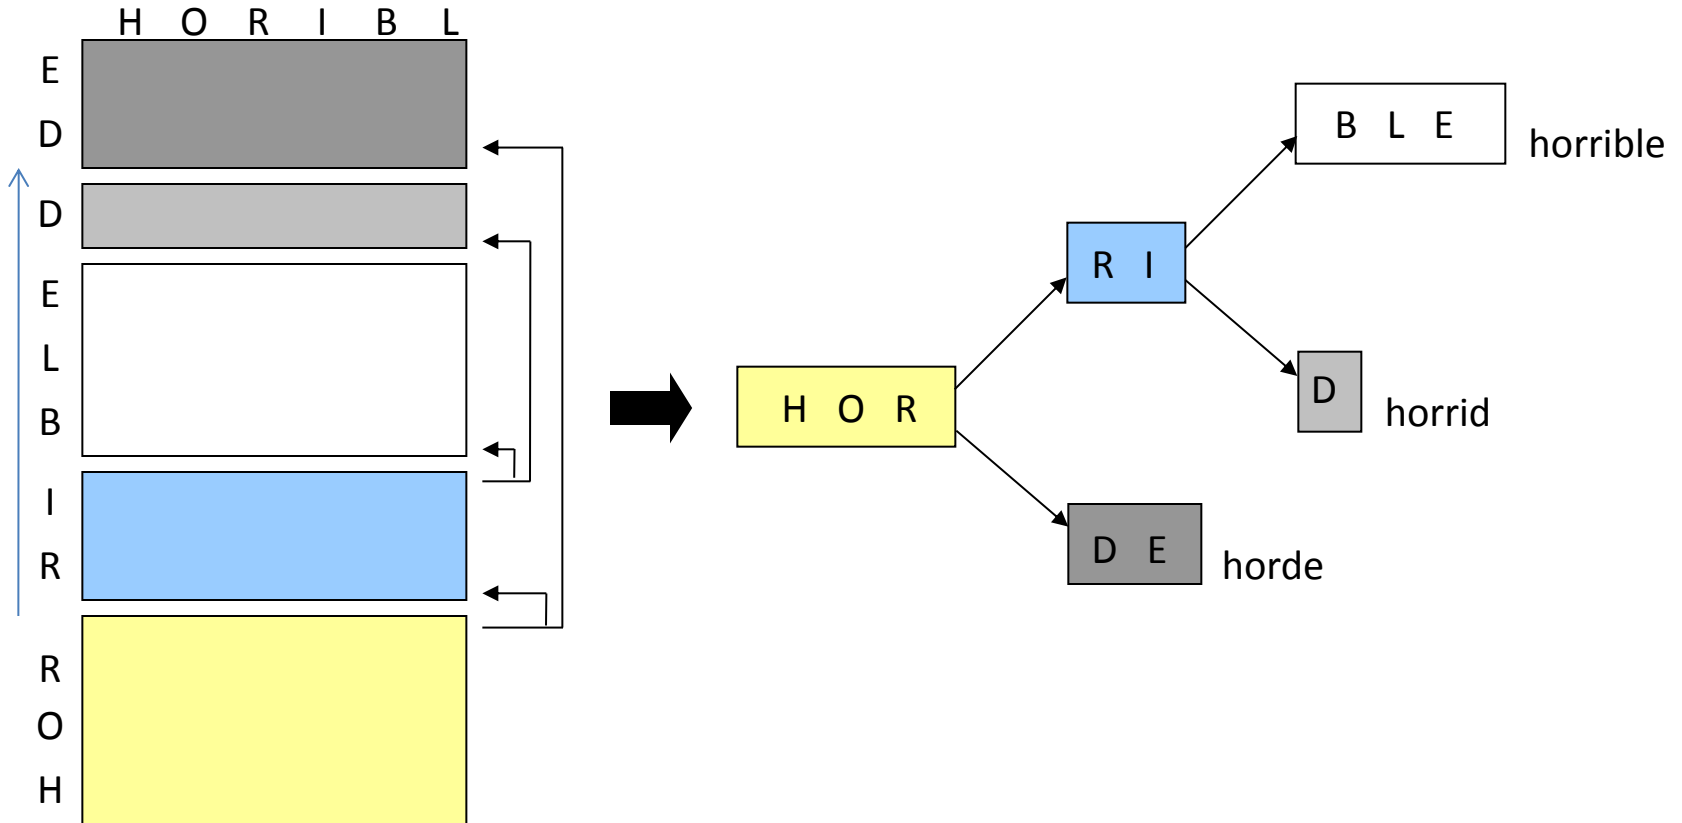 H O R I B L
E
D
D
E
L
B
I
R
R
O
H
B L E
horrible
R I
D
horrid
H O R
D E
horde